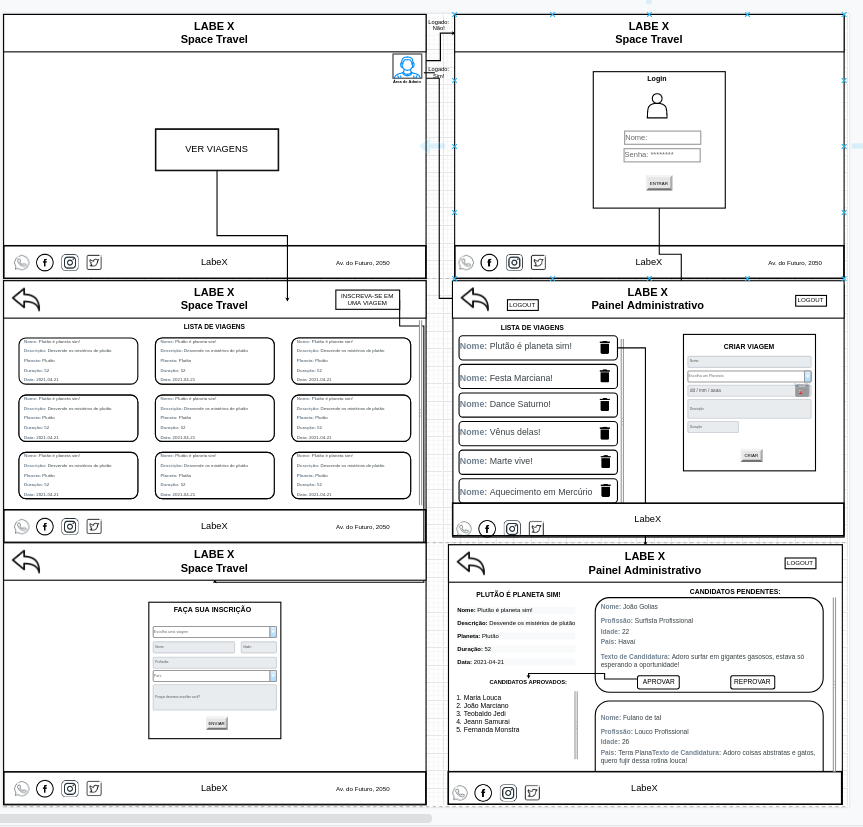 LABE X
Space Travel
Área do Admin
VER VIAGENS
LabeX
Av. do Futuro, 2050
Logado:
Não!
Logado:
Sim!
LABE X
Space Travel
Login
Nome:
Senha: ********
ENTRAR
LabeX
Av. do Futuro, 2050
LABE X
Space Travel
INSCREVA-SE EM
UMA VIAGEM
LISTA DE VIAGENS
Nome: Plutão é planeta sim!
Descrição: Desvende os mistérios de plutão
Planeta: Plutão
Duração: 52
Data: 2021-04-21
Nome: Plutão é planeta sim!
Descrição: Desvende os mistérios de plutão
Planeta: Plutão
Duração: 52
Data: 2021-04-21
Nome: Plutão é planeta sim!
Descrição: Desvende os mistérios de plutão
Planeta: Plutão
Duração: 52
Data: 2021-04-21
Nome: Plutão é planeta sim!
Descrição: Desvende os mistérios de plutão
Planeta: Plutão
Duração: 52
Data: 2021-04-21
Nome: Plutão é planeta sim!
Descrição: Desvende os mistérios de plutão
Planeta: Plutão
Duração: 52
Data: 2021-04-21
Nome: Plutão é planeta sim!
Descrição: Desvende os mistérios de plutão
Planeta: Plutão
Duração: 52
Data: 2021-04-21
Nome: Plutão é planeta sim!
Descrição: Desvende os mistérios de plutão
Planeta: Plutão
Duração: 52
Data: 2021-04-21
Nome: Plutão é planeta sim!
Descrição: Desvende os mistérios de plutão
Planeta: Plutão
Duração: 52
Data: 2021-04-21
Nome: Plutão é planeta sim!
Descrição: Desvende os mistérios de plutão
Planeta: Plutão
Duração: 52
Data: 2021-04-21
LabeX
Av. do Futuro, 2050
LABE X
Painel Administrativo
LOGOUT
LOGOUT
LISTA DE VIAGENS
Nome: Plutão é planeta sim!
Nome: Festa Marciana!
Nome: Dance Saturno!
Nome: Vênus delas!
Nome: Marte vive!
Nome: Aquecimento em Mercúrio
CRIAR VIAGEM
Nome
Escolha um Planeta
dd / mm / aaaa
Descrição
Duração
CRIAR
LabeX
LABE X
Space Travel
FAÇA SUA INSCRIÇÃO
Escolha uma viagem
Nome
Idade
Profissão
País
ENVIAR
LabeX
Av. do Futuro, 2050
LABE X
Painel Administrativo
LOGOUT
PLUTÃO É PLANETA SIM!
Nome: Plutão é planeta sim!
Descrição: Desvende os mistérios de plutão
Planeta: Plutão
Duração: 52
Data: 2021-04-21
CANDIDATOS APROVADOS:
1. Maria Louca
2. João Marciano
3. Teobaldo Jedi
4. Jeann Samurai
5. Fernanda Monstra
CANDIDATOS PENDENTES:
Nome: João Golias
Profissão: Surfista Profissional
Idade: 22
País: Havaí
Texto de Candidatura: Adoro surfar em gigantes gasosos, estava só
esperando a oportunidade!
APROVAR
REPROVAR
Nome: Fulano de tal
Profissão: Louco Profissional
Idade: 26
País: Terra PlanaTexto de Candidatura: Adoro coisas abstratas e gatos,
quero fujir dessa rotina louca!
LabeX